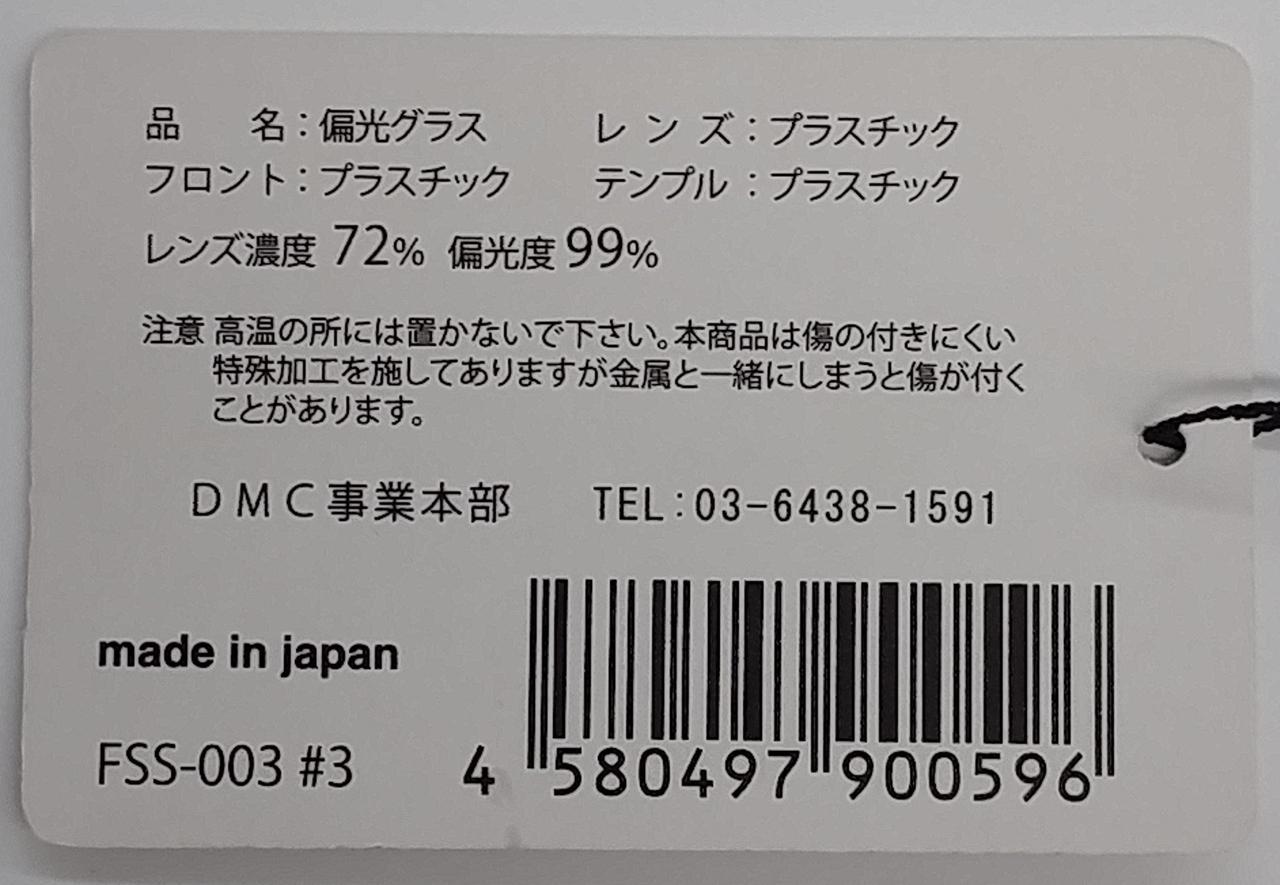 品　　名：偏光グラス　　レ ン ズ：プラスチック
フロント：プラスチック　　テンプル ：プラスチック
レンズ濃度 72% 偏光度 99%
注意 高温の所には置かないで下さい。本商品は傷の付きにくい
特殊加工を施してありますが金属と一緒にしまうと傷が付く
ことがあります。
ＤＭＣ事業本部　　TEL：03-6438-1591
made in japan
FSS-003 #3　　4 580497 900596